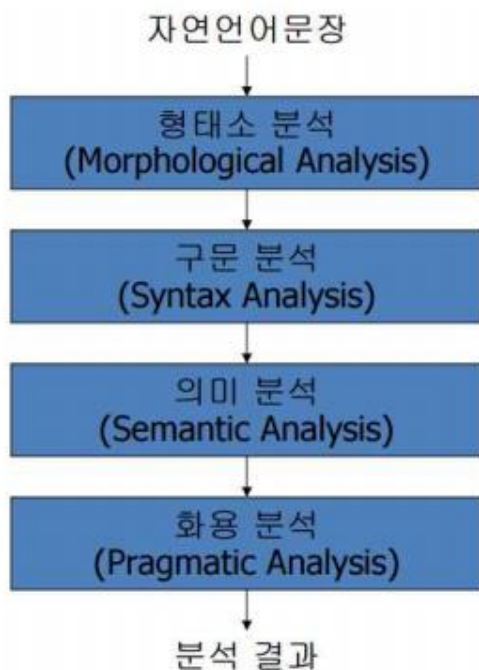 자연언어문장
형태소 분석
(Morphological Analysis)
구문 분석
(Syntax Analysis)
의미 분석
(Semantic Analysis)
화용 분석
(Pragmatic Analysis)
분석 결과